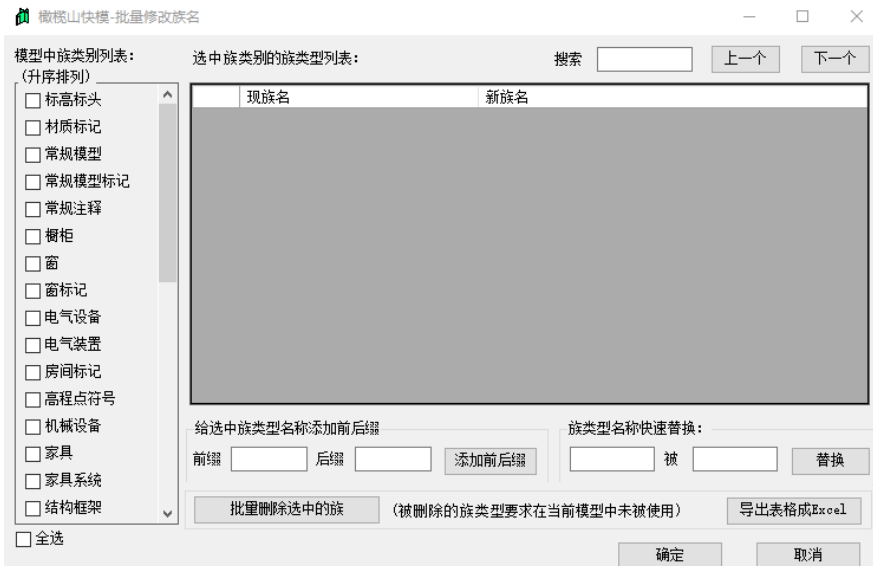 橄榄山快模-批量修改族名
模型中族类别列表：
（升序排列）
选中族类别的族类型列表：
搜索
上一个
下一个
标高标头
材质标记
常规模型
常规模型标记
常规注释
橱柜
窗
窗标记
电气设备
电气装置
房间标记
高程点符号
机械设备
家具
家具系统
结构框架
全选
现族名 新族名
给选中族类型名称添加前后缀
前缀 后缀 添加前后缀
族类型名称快速替换：
被 替换
批量删除选中的族 （被删除的族类型要求在当前模型中未被使用） 导出表格成Excel
确定 取消